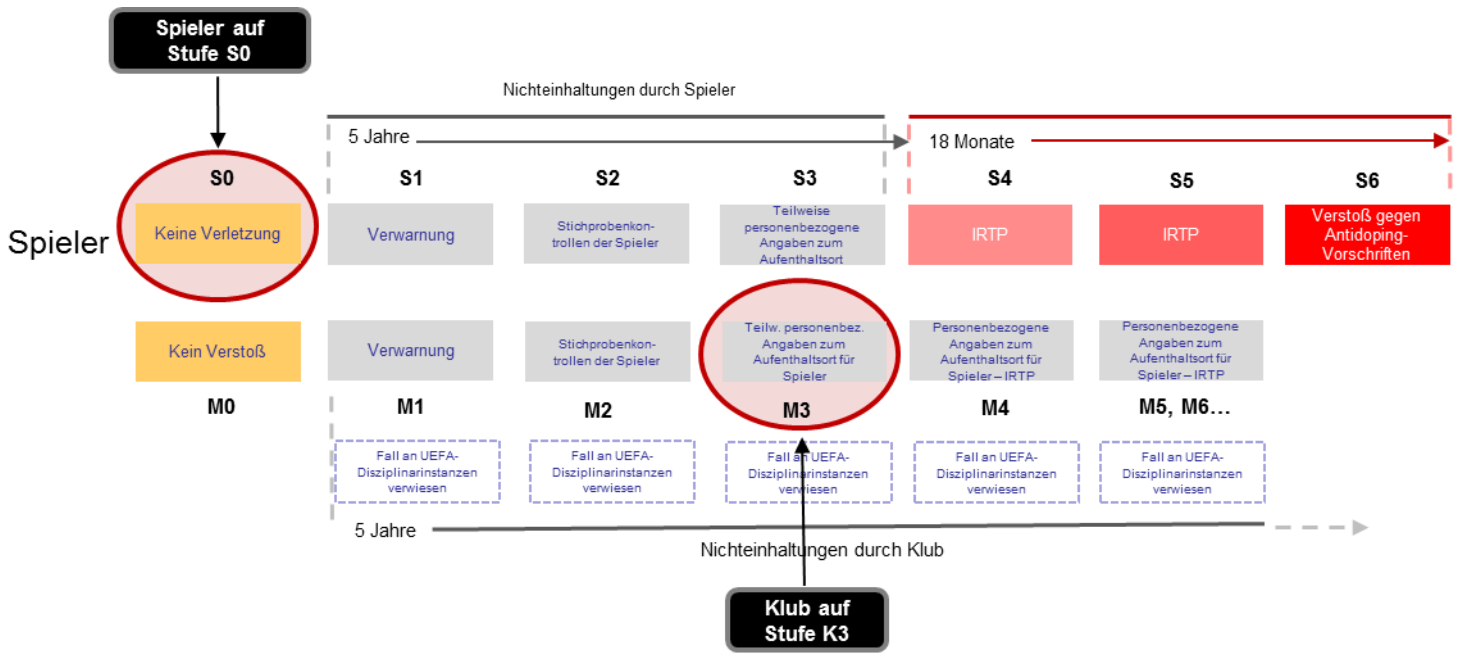 Spieler auf
Stufe S0
Nichteinhaltungen durch Spieler
5 Jahre
18 Monate
S0
S1
S2
S3
S4
S5
S6
Spieler
Keine Verletzung
Verwarnung
Stichprobenkon-
trollen der Spieler
Teilweise
personenbezogene
Angaben zum
Aufenthaltsort
IRTP
IRTP
Verstoß gegen
Antidoping-
Vorschriften
Kein Verstoß
Verwarnung
Stichprobenkon-
trollen der Spieler
Teilw. personenbez.
Angaben zum
Aufenthaltsort für
Spieler
Personenbezogene
Angaben zum
Aufenthaltsort für
Spieler – IRTP
Personenbezogene
Angaben zum
Aufenthaltsort für
Spieler – IRTP
M0
M1
M2
M3
M4
M5, M6...
Fall an UEFA-
Disziplinarinstanzen
verwiesen
Fall an UEFA-
Disziplinarinstanzen
verwiesen
Fall an UEFA-
Disziplinarinstanzen
verwiesen
Fall an UEFA-
Disziplinarinstanzen
verwiesen
Fall an UEFA-
Disziplinarinstanzen
verwiesen
5 Jahre
Nichteinhaltungen durch Klub
Klub auf
Stufe K3